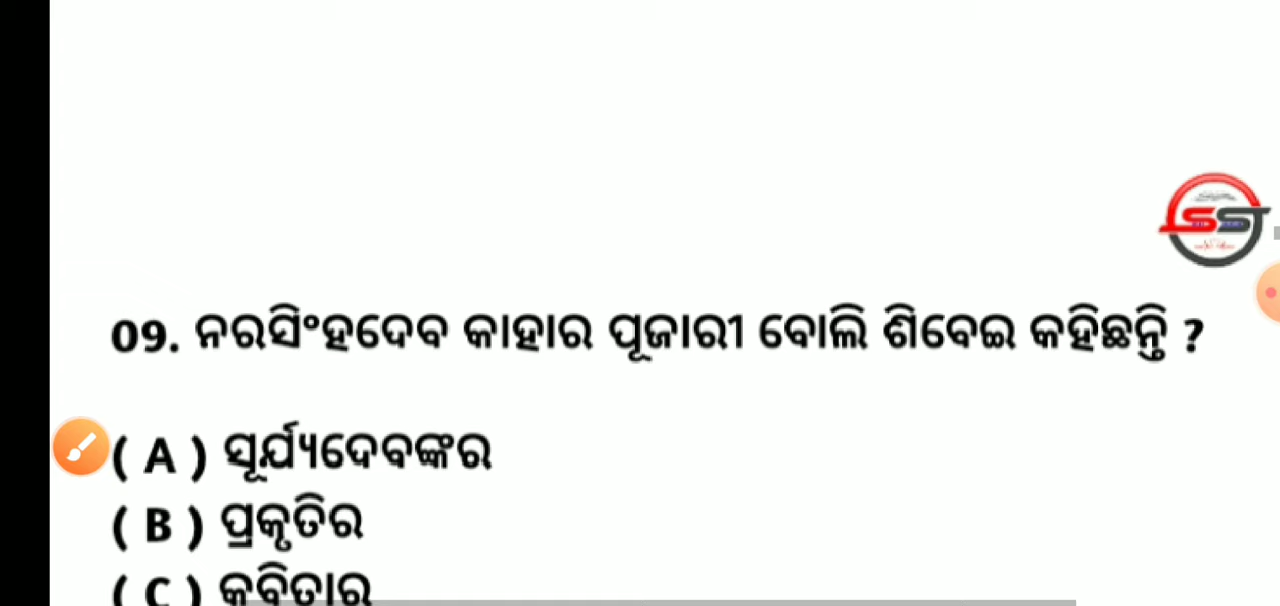 09. ନରସିଂହଦେବ କାହାର ପୂଜାରୀ ବୋଲି ଶିବେଇ କହିଛନ୍ତି ?
( A ) ସୂର୍ଯ୍ୟଦେବଙ୍କର
( B ) ପ୍ରକୃତିର
( C ) କବିତାର